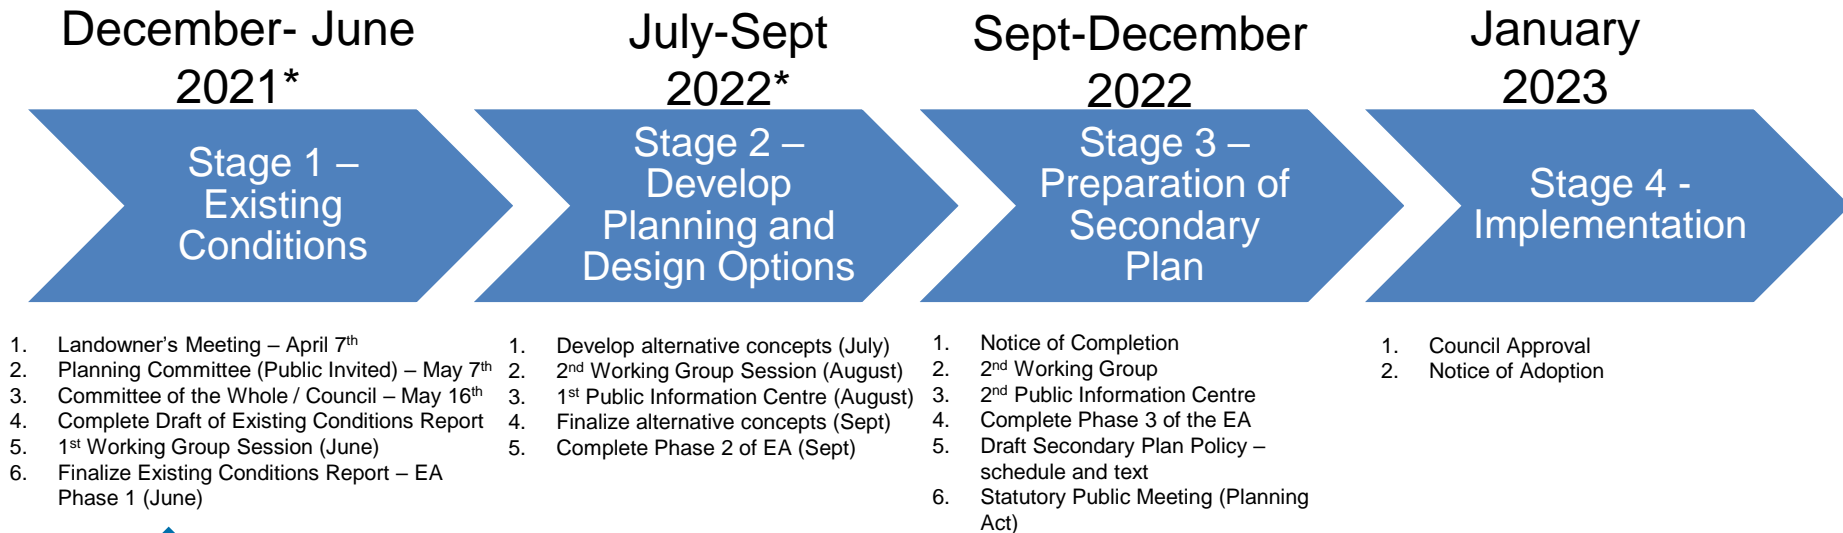 December- June
2021*
Stage 1 –
Existing
Conditions
1. Landowner's Meeting – April 7th
2. Planning Committee (Public Invited) – May 7th
3. Committee of the Whole / Council – May 16th
4. Complete Draft of Existing Conditions Report
5. 1st Working Group Session (June)
6. Finalize Existing Conditions Report – EA
Phase 1 (June)
July-Sept
2022*
Stage 2 –
Develop
Planning and
Design Options
1. Develop alternative concepts (July)
2. 2nd Working Group Session (August)
3. 1st Public Information Centre (August)
4. Finalize alternative concepts (Sept)
5. Complete Phase 2 of EA (Sept)
Sept-December
2022
Stage 3 –
Preparation of
Secondary
Plan
1. Notice of Completion
2. 2nd Working Group
3. 2nd Public Information Centre
4. Complete Phase 3 of the EA
5. Draft Secondary Plan Policy –
schedule and text
6. Statutory Public Meeting (Planning
Act)
January
2023
Stage 4 -
Implementation
1. Council Approval
2. Notice of Adoption